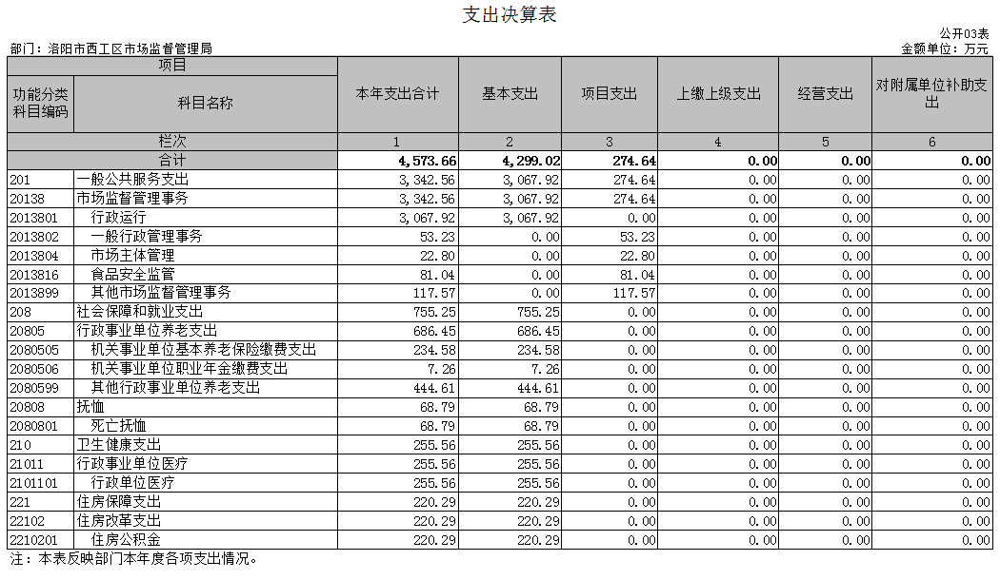 支出决算表
公开03表
部门：洛阳市西工区市场监督管理局 金额单位：万元
项目 本年支出合计 基本支出 项目支出 上缴上级支出 经营支出 对附属单位补助支出
功能分类科目编码 科目名称
栏次 1 2 3 4 5 6
合计 4,573.66 4,299.02 274.64 0.00 0.00 0.00
201 一般公共服务支出 3,342.56 3,067.92 274.64 0.00 0.00 0.00
20138 市场监督管理事务 3,342.56 3,067.92 274.64 0.00 0.00 0.00
2013801 行政运行 3,067.92 3,067.92 0.00 0.00 0.00 0.00
2013802 一般行政管理事务 53.23 0.00 53.23 0.00 0.00 0.00
2013804 市场主体管理 22.80 0.00 22.80 0.00 0.00 0.00
2013816 食品安全监管 81.04 0.00 81.04 0.00 0.00 0.00
2013899 其他市场监督管理事务 117.57 0.00 117.57 0.00 0.00 0.00
208 社会保障和就业支出 755.25 755.25 0.00 0.00 0.00 0.00
20805 行政事业单位养老支出 686.45 686.45 0.00 0.00 0.00 0.00
2080505 机关事业单位基本养老保险缴费支出 234.58 234.58 0.00 0.00 0.00 0.00
2080506 机关事业单位职业年金缴费支出 7.26 7.26 0.00 0.00 0.00 0.00
2080599 其他行政事业单位养老支出 444.61 444.61 0.00 0.00 0.00 0.00
20808 抚恤 68.79 68.79 0.00 0.00 0.00 0.00
2080801 死亡抚恤 68.79 68.79 0.00 0.00 0.00 0.00
210 卫生健康支出 255.56 255.56 0.00 0.00 0.00 0.00
21011 行政事业单位医疗 255.56 255.56 0.00 0.00 0.00 0.00
2101101 行政单位医疗 255.56 255.56 0.00 0.00 0.00 0.00
221 住房保障支出 220.29 220.29 0.00 0.00 0.00 0.00
22102 住房改革支出 220.29 220.29 0.00 0.00 0.00 0.00
2210201 住房公积金 220.29 220.29 0.00 0.00 0.00 0.00
注：本表反映部门本年度各项支出情况。